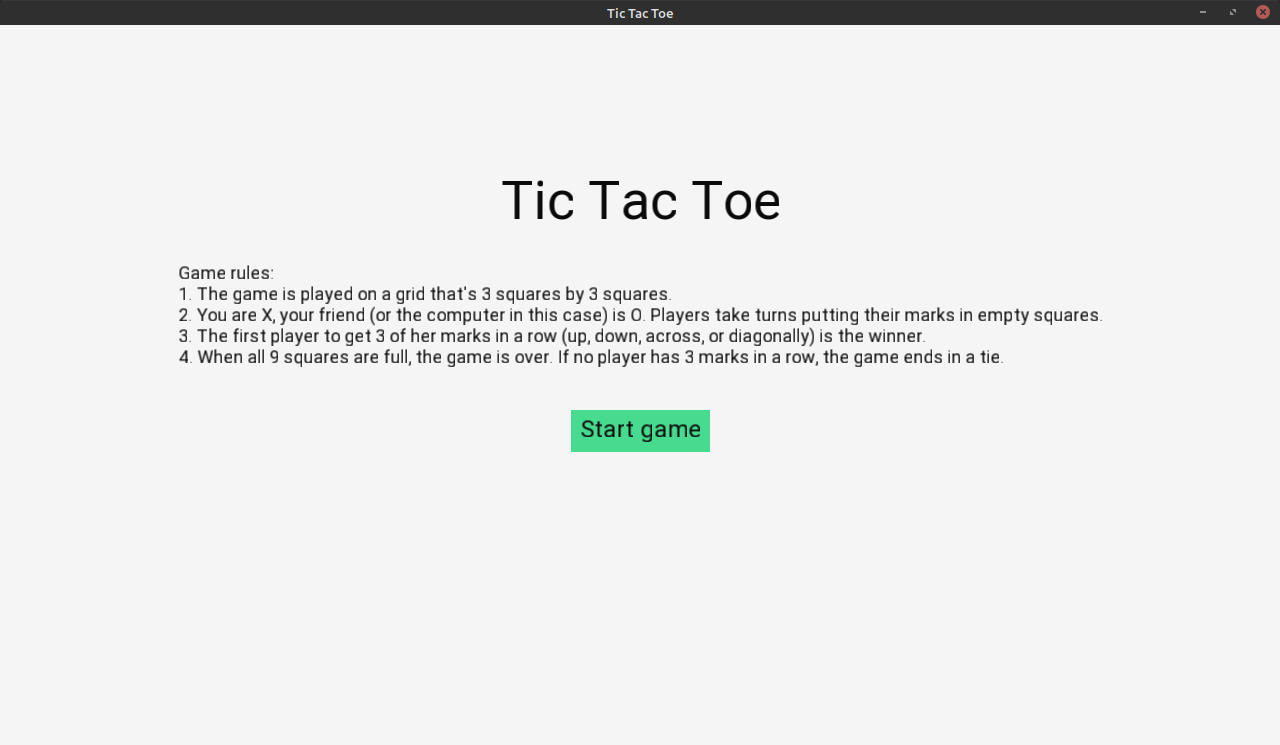 Tic Tac Toe
Tic Tac Toe
Game rules:
1. The game is played on a grid that's 3 squares by 3 squares.
2. You are X, your friend (or the computer in this case) is O. Players take turns putting their marks in empty squares.
3. The first player to get 3 of her marks in a row (up, down, across, or diagonally) is the winner.
4. When all 9 squares are full, the game is over. If no player has 3 marks in a row, the game ends in a tie.
Start game